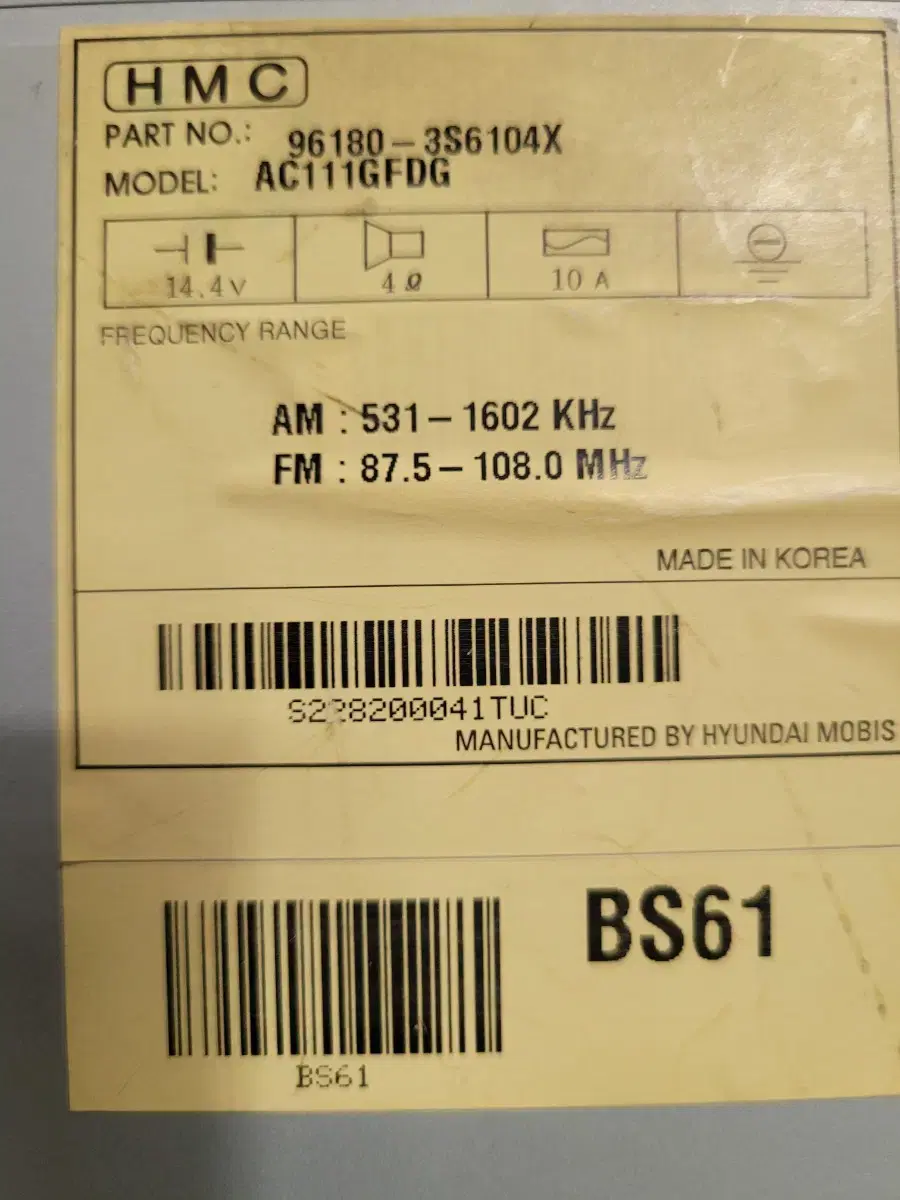 HMC
PART NO.: 96180-3S6104X
MODEL: AC111GFDG
14.4V 4Ω 10 A
FREQUENCY RANGE
AM : 531-1602 KHz
FM : 87.5-108.0 MHz
MADE IN KOREA
MANUFACTURED BY HYUNDAI MOBIS
BS61
BS61